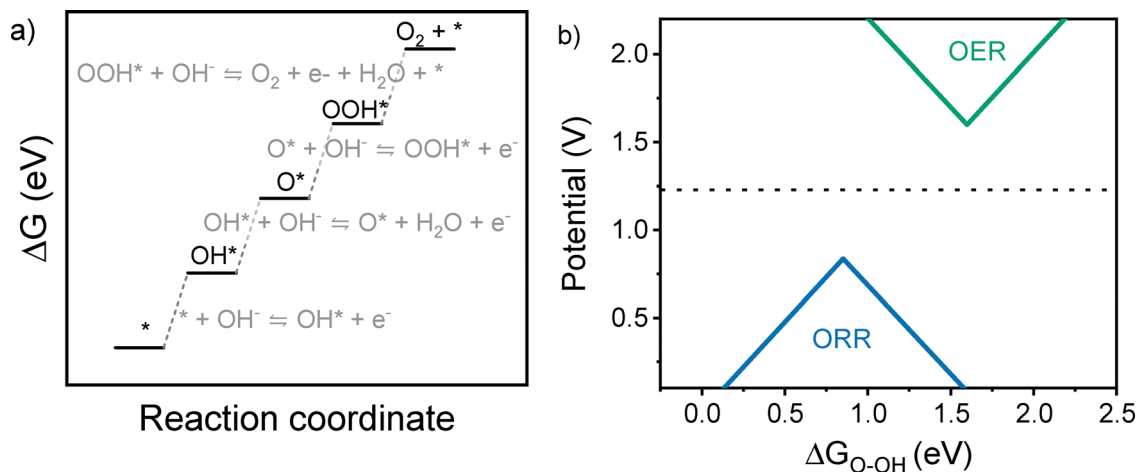 a)
O₂ + *
OOH* + OH⁻ ⇋ O₂ + e- + H₂O + *
OOH*
O* + OH⁻ ⇋ OOH* + e⁻
O*
OH* + OH⁻ ⇋ O* + H₂O + e⁻
OH*
*
* + OH⁻ ⇋ OH* + e⁻
ΔG (eV)
Reaction coordinate
b)
OER
ORR
Potential (V)
2.0
1.5
1.0
0.5
0.0 0.5 1.0 1.5 2.0 2.5
ΔG_O-OH (eV)